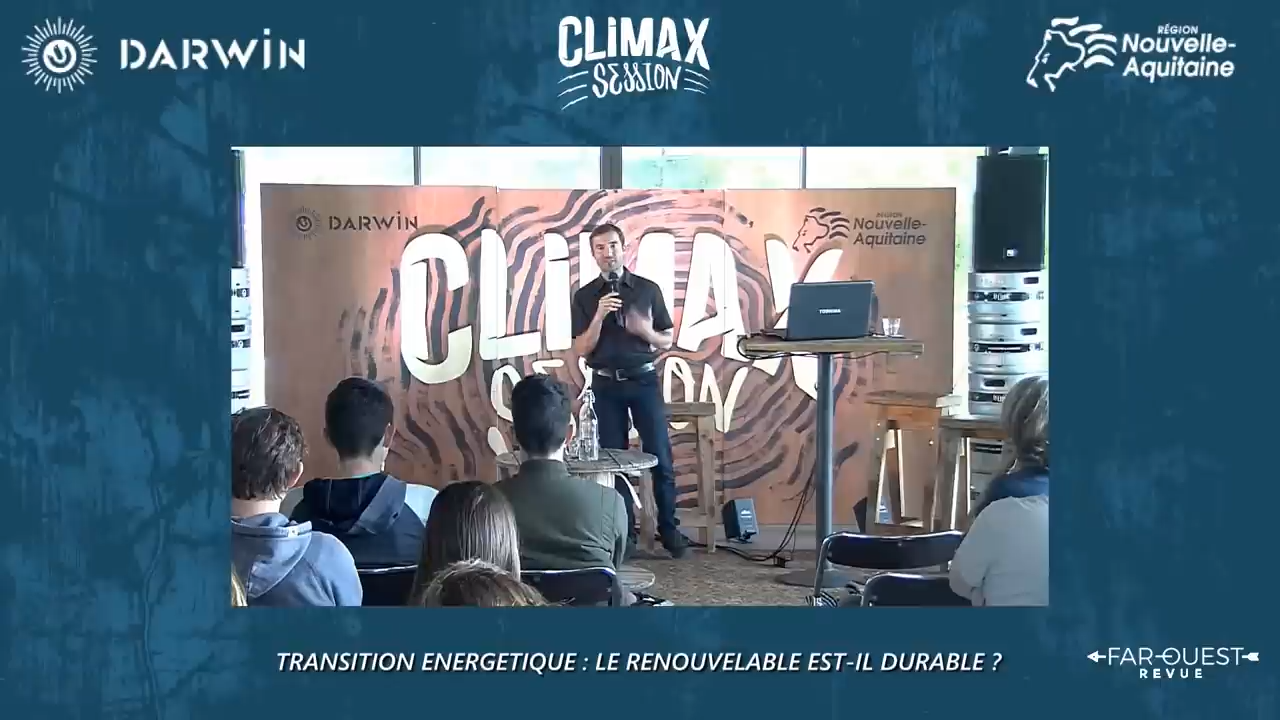 DARWIN
CLIMAX
SESSION
RÉGION
Nouvelle-
Aquitaine
DARWIN
RÉGION
Nouvelle-
Aquitaine
CLIMAX
SESSION
TOSHIBA
TRANSITION ENERGETIQUE : LE RENOUVELABLE EST-IL DURABLE ?
FAR OUEST
REVUE